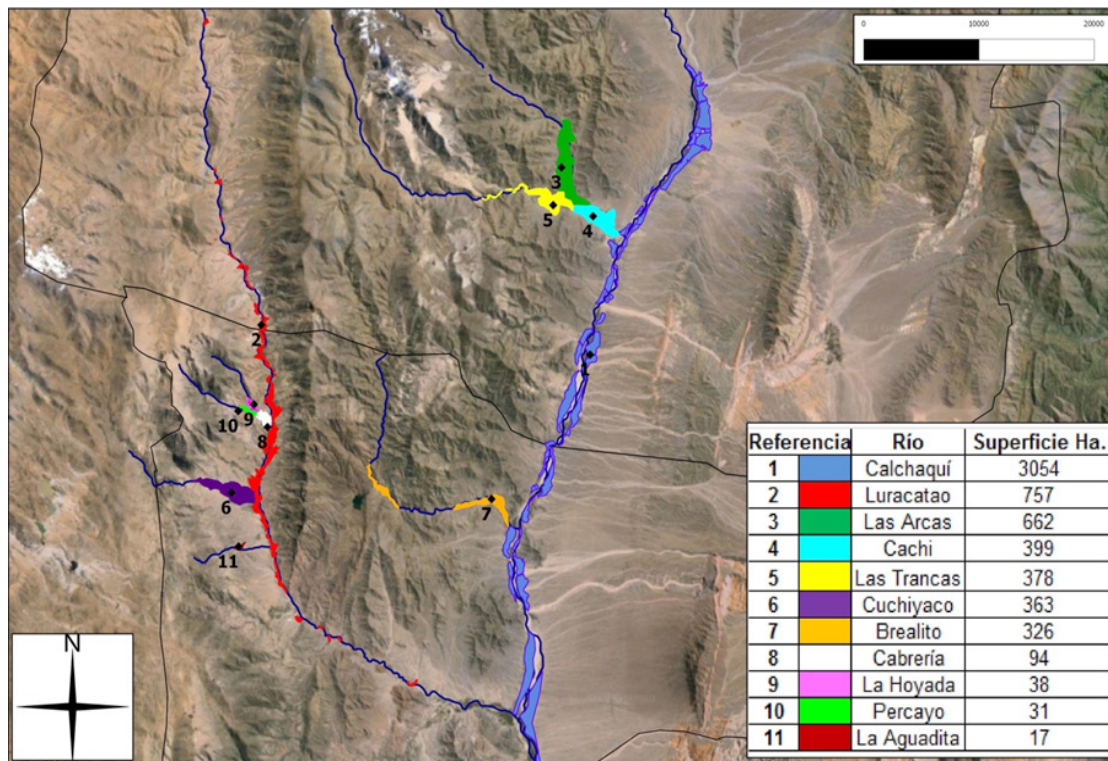 0 10000 20000
3
5
4
2
1
9
10
8
6
7
11
N
Referencia Río Superficie Ha.
1 Calchaquí 3054
2 Luracatao 757
3 Las Arcas 662
4 Cachi 399
5 Las Trancas 378
6 Cuchiyaco 363
7 Brealito 326
8 Cabrería 94
9 La Hoyada 38
10 Percayo 31
11 La Aguadita 17